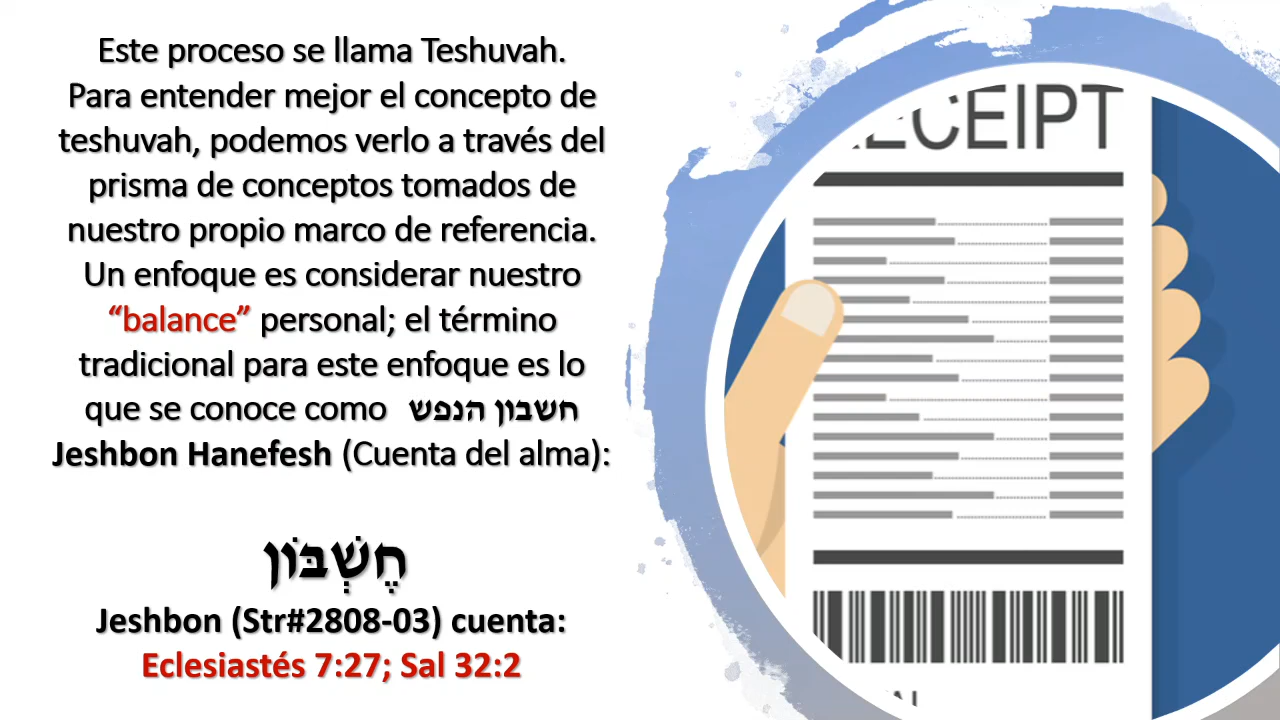 Este proceso se llama Teshuvah.
Para entender mejor el concepto de
teshuvah, podemos verlo a través del
prisma de conceptos tomados de
nuestro propio marco de referencia.
Un enfoque es considerar nuestro
“balance” personal; el término
tradicional para este enfoque es lo
que se conoce como חשבון הנפש
Jeshbon Hanefesh (Cuenta del alma):
חֶשְׁבּוֹן
Jeshbon (Str#2808-03) cuenta:
Eclesiastés 7:27; Sal 32:2
RECEIPT